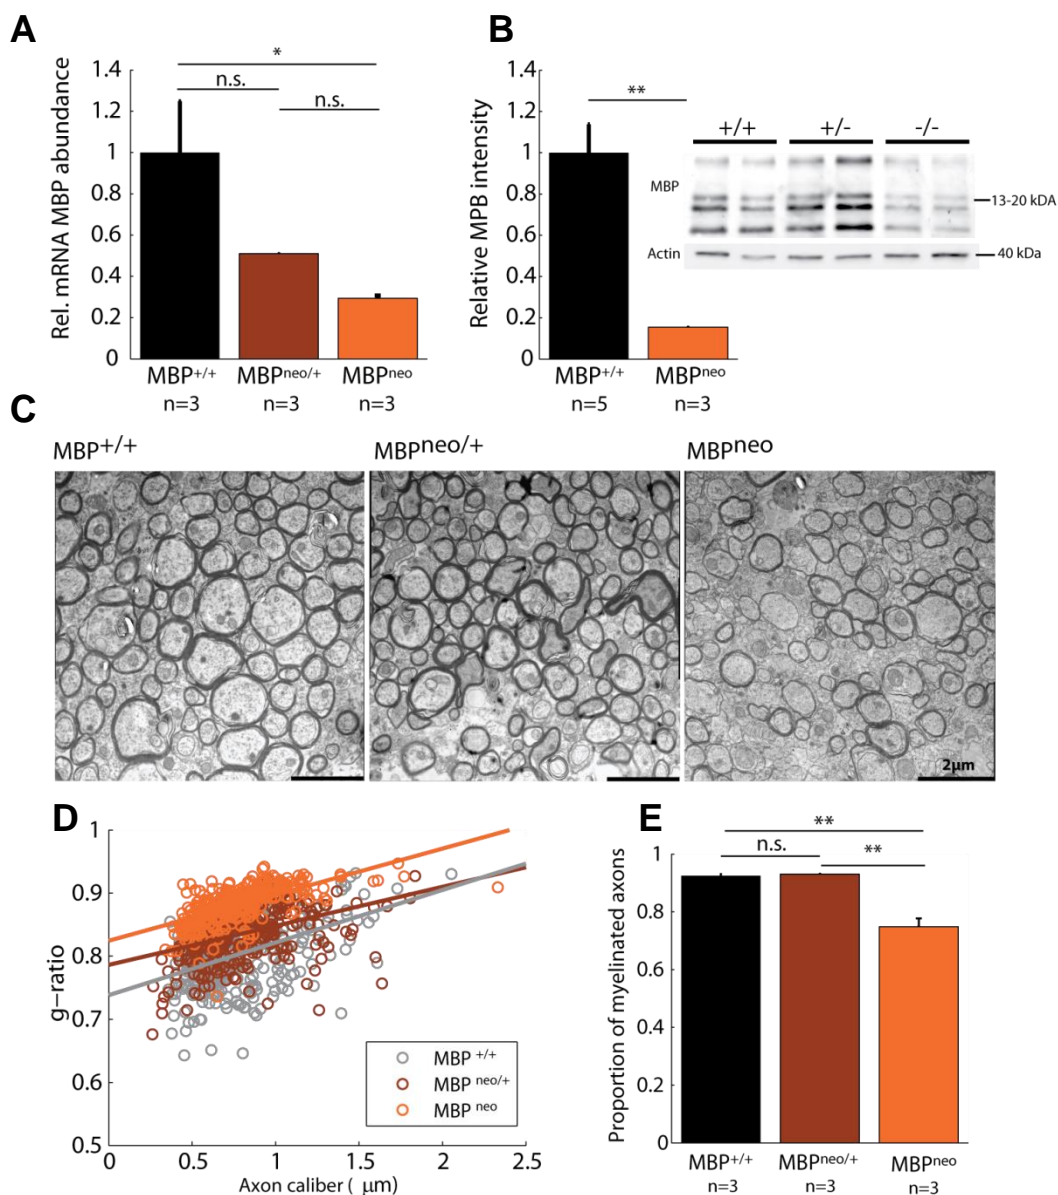 A
Rel. mRNA MBP abundance
1.4
1.2
1
0.8
0.6
0.4
0.2
0
*
n.s.
n.s.
MBP+/+
MBPneo/+
MBPneo
n=3
n=3
n=3
B
Relative MPB intensity
1.4
1.2
1
0.8
0.6
0.4
0.2
0
**
MBP+/+
MBPneo
n=5
n=3
+/+
+/-
-/-
MBP
13-20 kDA
Actin
40 kDa
C
MBP+/+
MBPneo/+
MBPneo
2μm
D
g-ratio
1
0.9
0.8
0.7
0.6
0.5
0
0.5
1
1.5
2
2.5
Axon caliber ( μm)
MBP +/+
MBP neo/+
MBP neo
E
Proportion of myelinated axons
1
0.8
0.6
0.4
0.2
0
**
n.s.
**
MBP+/+
MBPneo/+
MBPneo
n=3
n=3
n=3